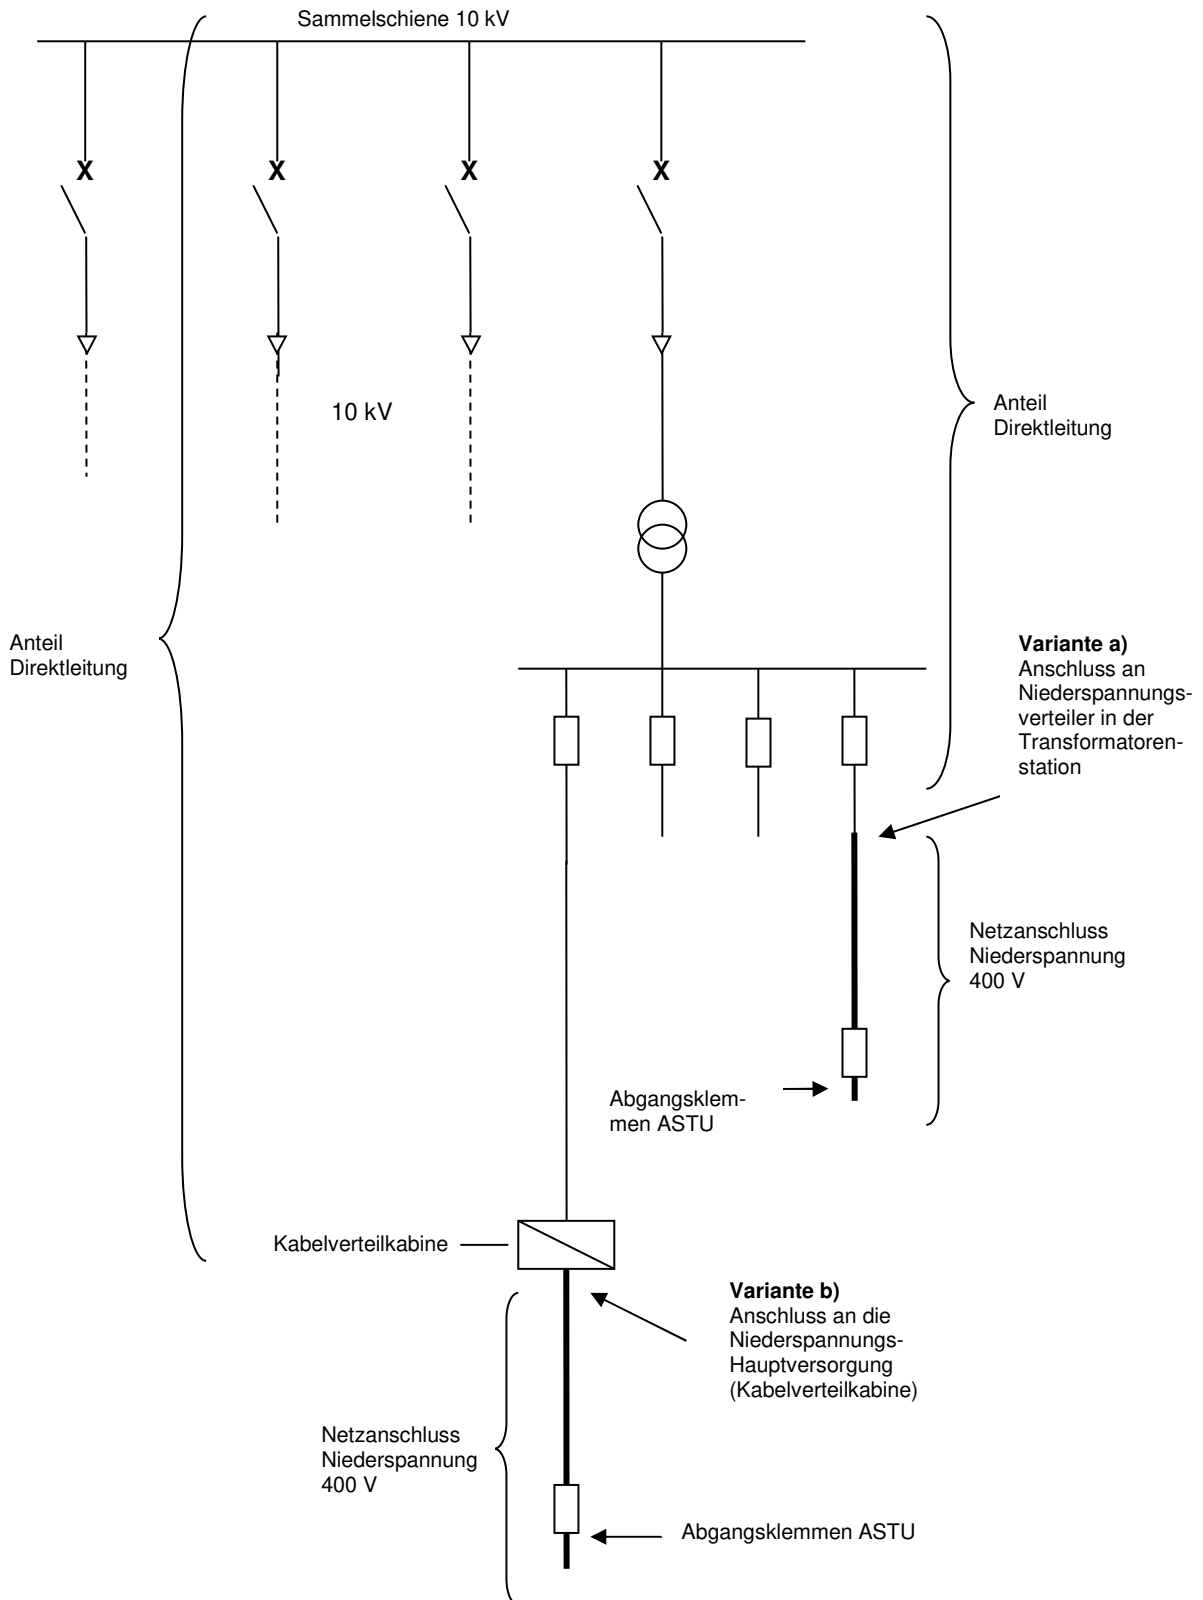 Sammelschiene 10 kV
X X X X
10 kV
Anteil
Direktleitung
Anteil
Direktleitung
Variante a)
Anschluss an
Niederspannungs-
verteiler in der
Transformatoren-
station
Netzanschluss
Niederspannung
400 V
Abgangsklem-
men ASTU
Kabelverteilkabine
Variante b)
Anschluss an die
Niederspannungs-
Hauptversorgung
(Kabelverteilkabine)
Netzanschluss
Niederspannung
400 V
Abgangsklemmen ASTU